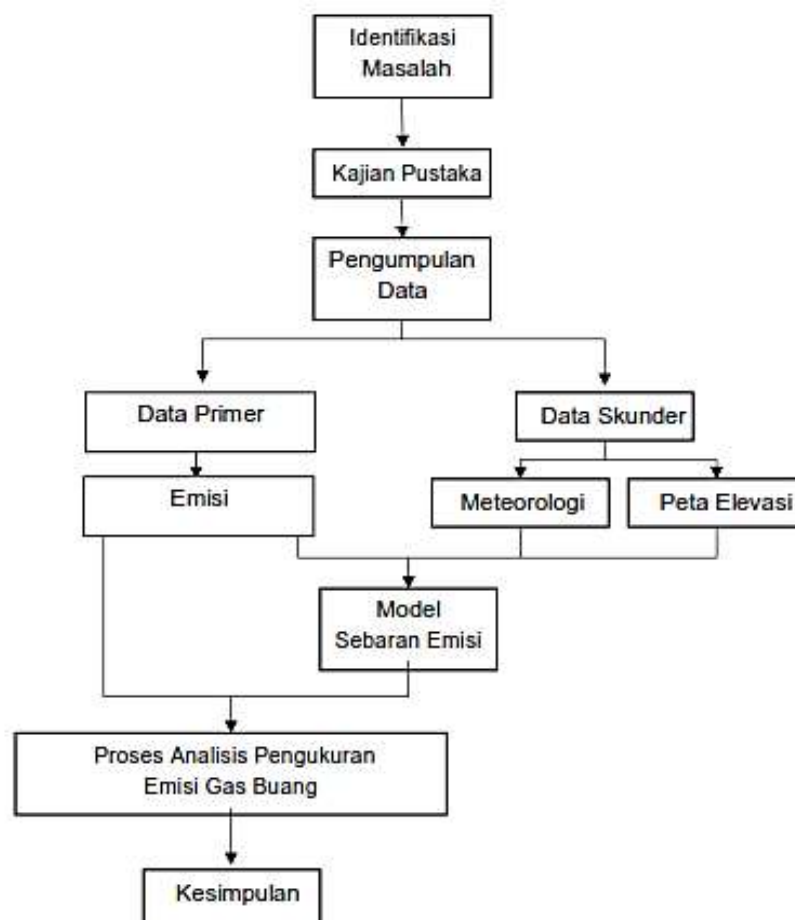 Identifikasi
Masalah
Kajian Pustaka
Pengumpulan
Data
Data Primer
Data Skunder
Emisi
Meteorologi
Peta Elevasi
Model
Sebaran Emisi
Proses Analisis Pengukuran
Emisi Gas Buang
Kesimpulan